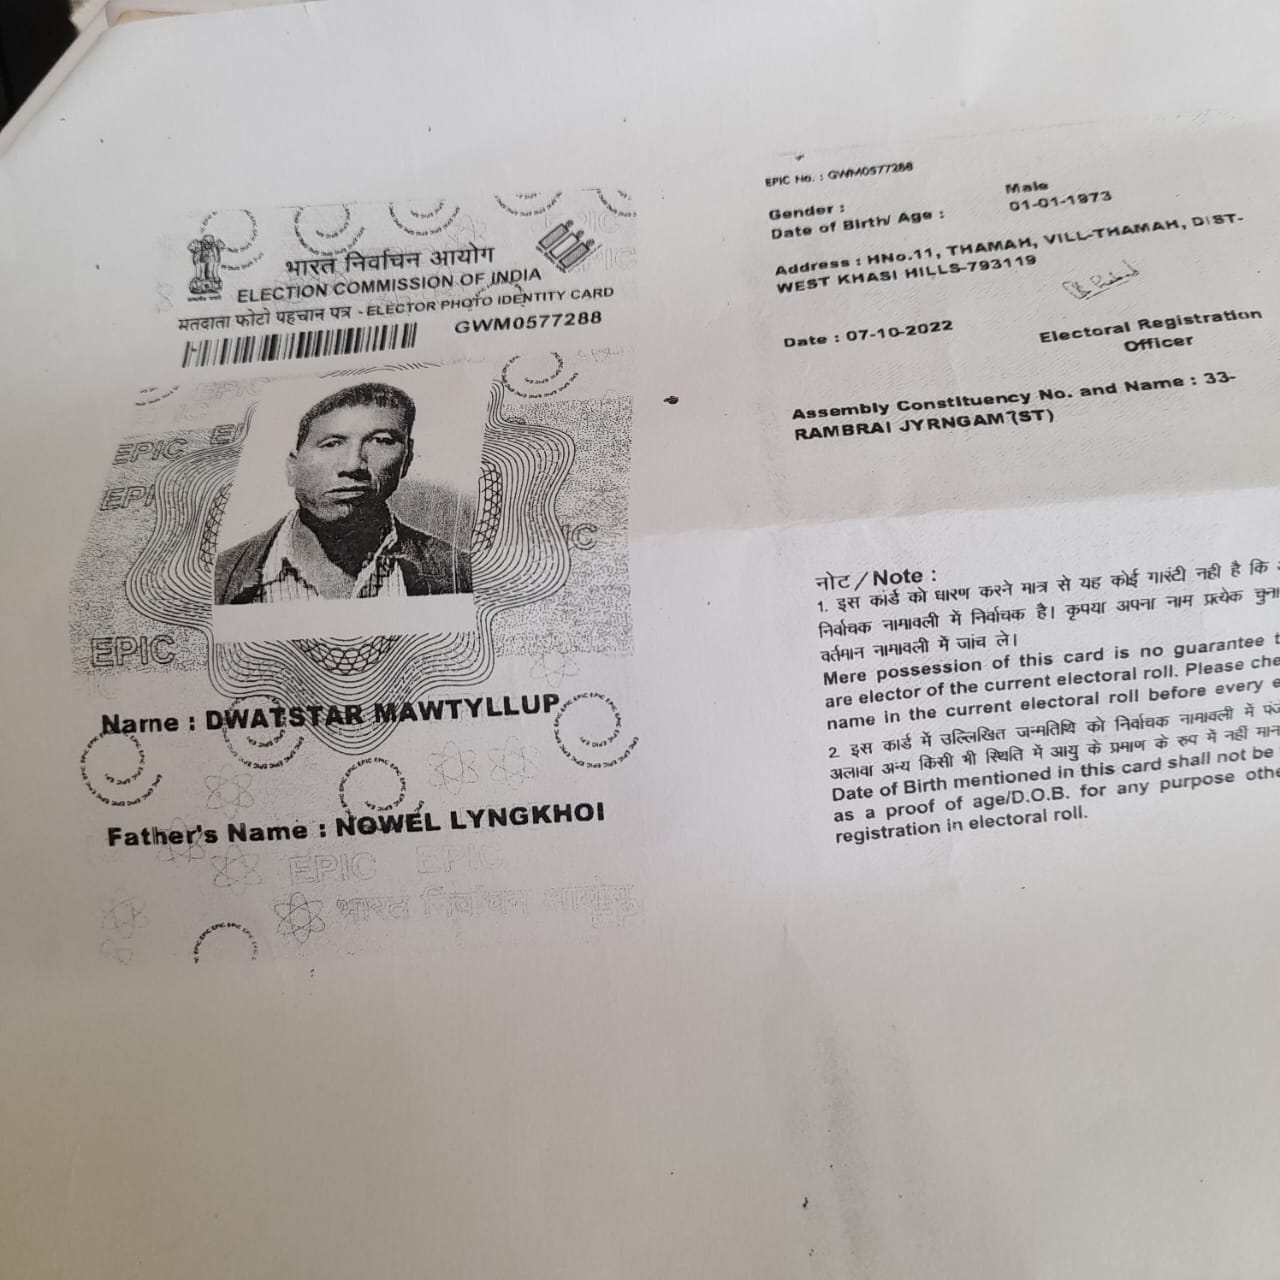 भारत निर्वाचन आयोग
ELECTION COMMISSION OF INDIA
मतदाता फोटो पहचान पत्र - ELECTOR PHOTO IDENTITY CARD
GWM0577288
EPIC
EPIC
EPIC
Name : DWATSTAR MAWTYLLUP
Father's Name : NOWEL LYNGKHOI
EPIC EPIC
भारत निर्वाचन आयोग
EPIC No. : GWM0577288
Gender : Male
Date of Birth/ Age : 01-01-1973
Address : HNo.11, THAMAH, VILL-THAMAH, DIST-
WEST KHASI HILLS-793119
Date : 07-10-2022
Electoral Registration
Officer
Assembly Constituency No. and Name : 33-
RAMBRAI JYRNGAM (ST)
नोट / Note :
1. इस कार्ड को धारण करने मात्र से यह कोई गारंटी नही है कि
निर्वाचक नामावली में निर्वाचक है। कृपया अपना नाम प्रत्येक
वर्तमान नामावली में जांच ले।
Mere possession of this card is no guarantee
are elector of the current electoral roll. Please
name in the current electoral roll before every
2. इस कार्ड में उल्लिखित जन्मतिथि को निर्वाचक नामावली में
अलावा अन्य किसी भी स्थिति में आयु के प्रमाण के रुप में नहीं
Date of Birth mentioned in this card shall not be
as a proof of age/D.O.B. for any purpose
registration in electoral roll.